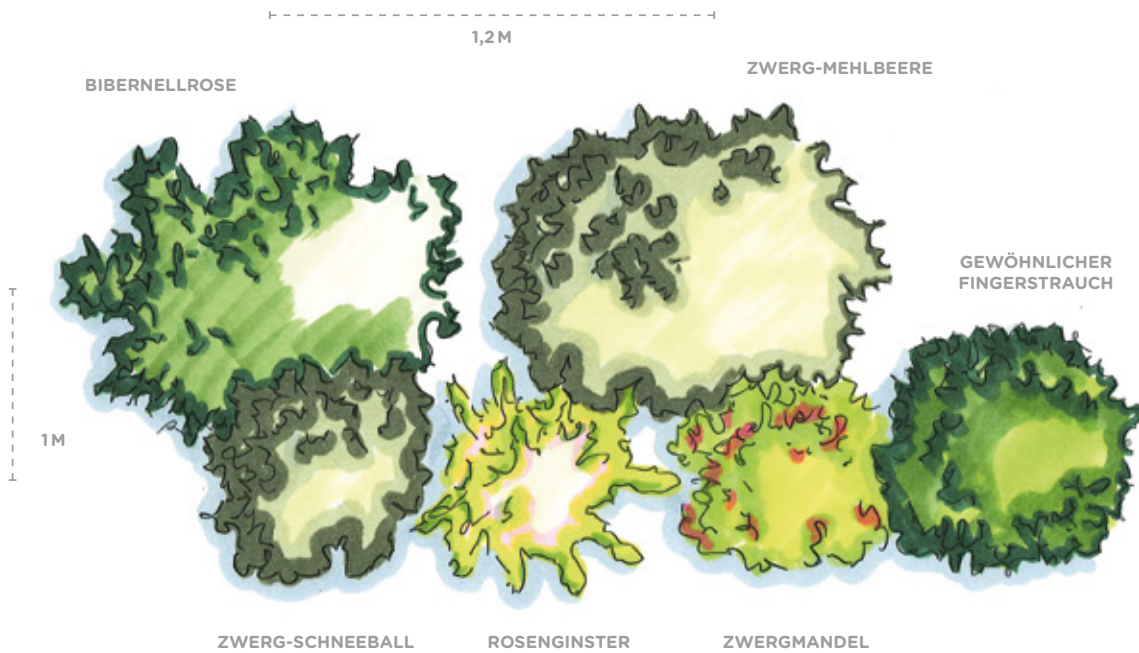 1,2 M
ZWERG-MEHLBEERE
BIBERNELLROSE
GEWÖHNLICHER
FINGERSTRAUCH
1 M
ZWERG-SCHNEEBALL
ROSENGINSTER
ZWERGMANDEL